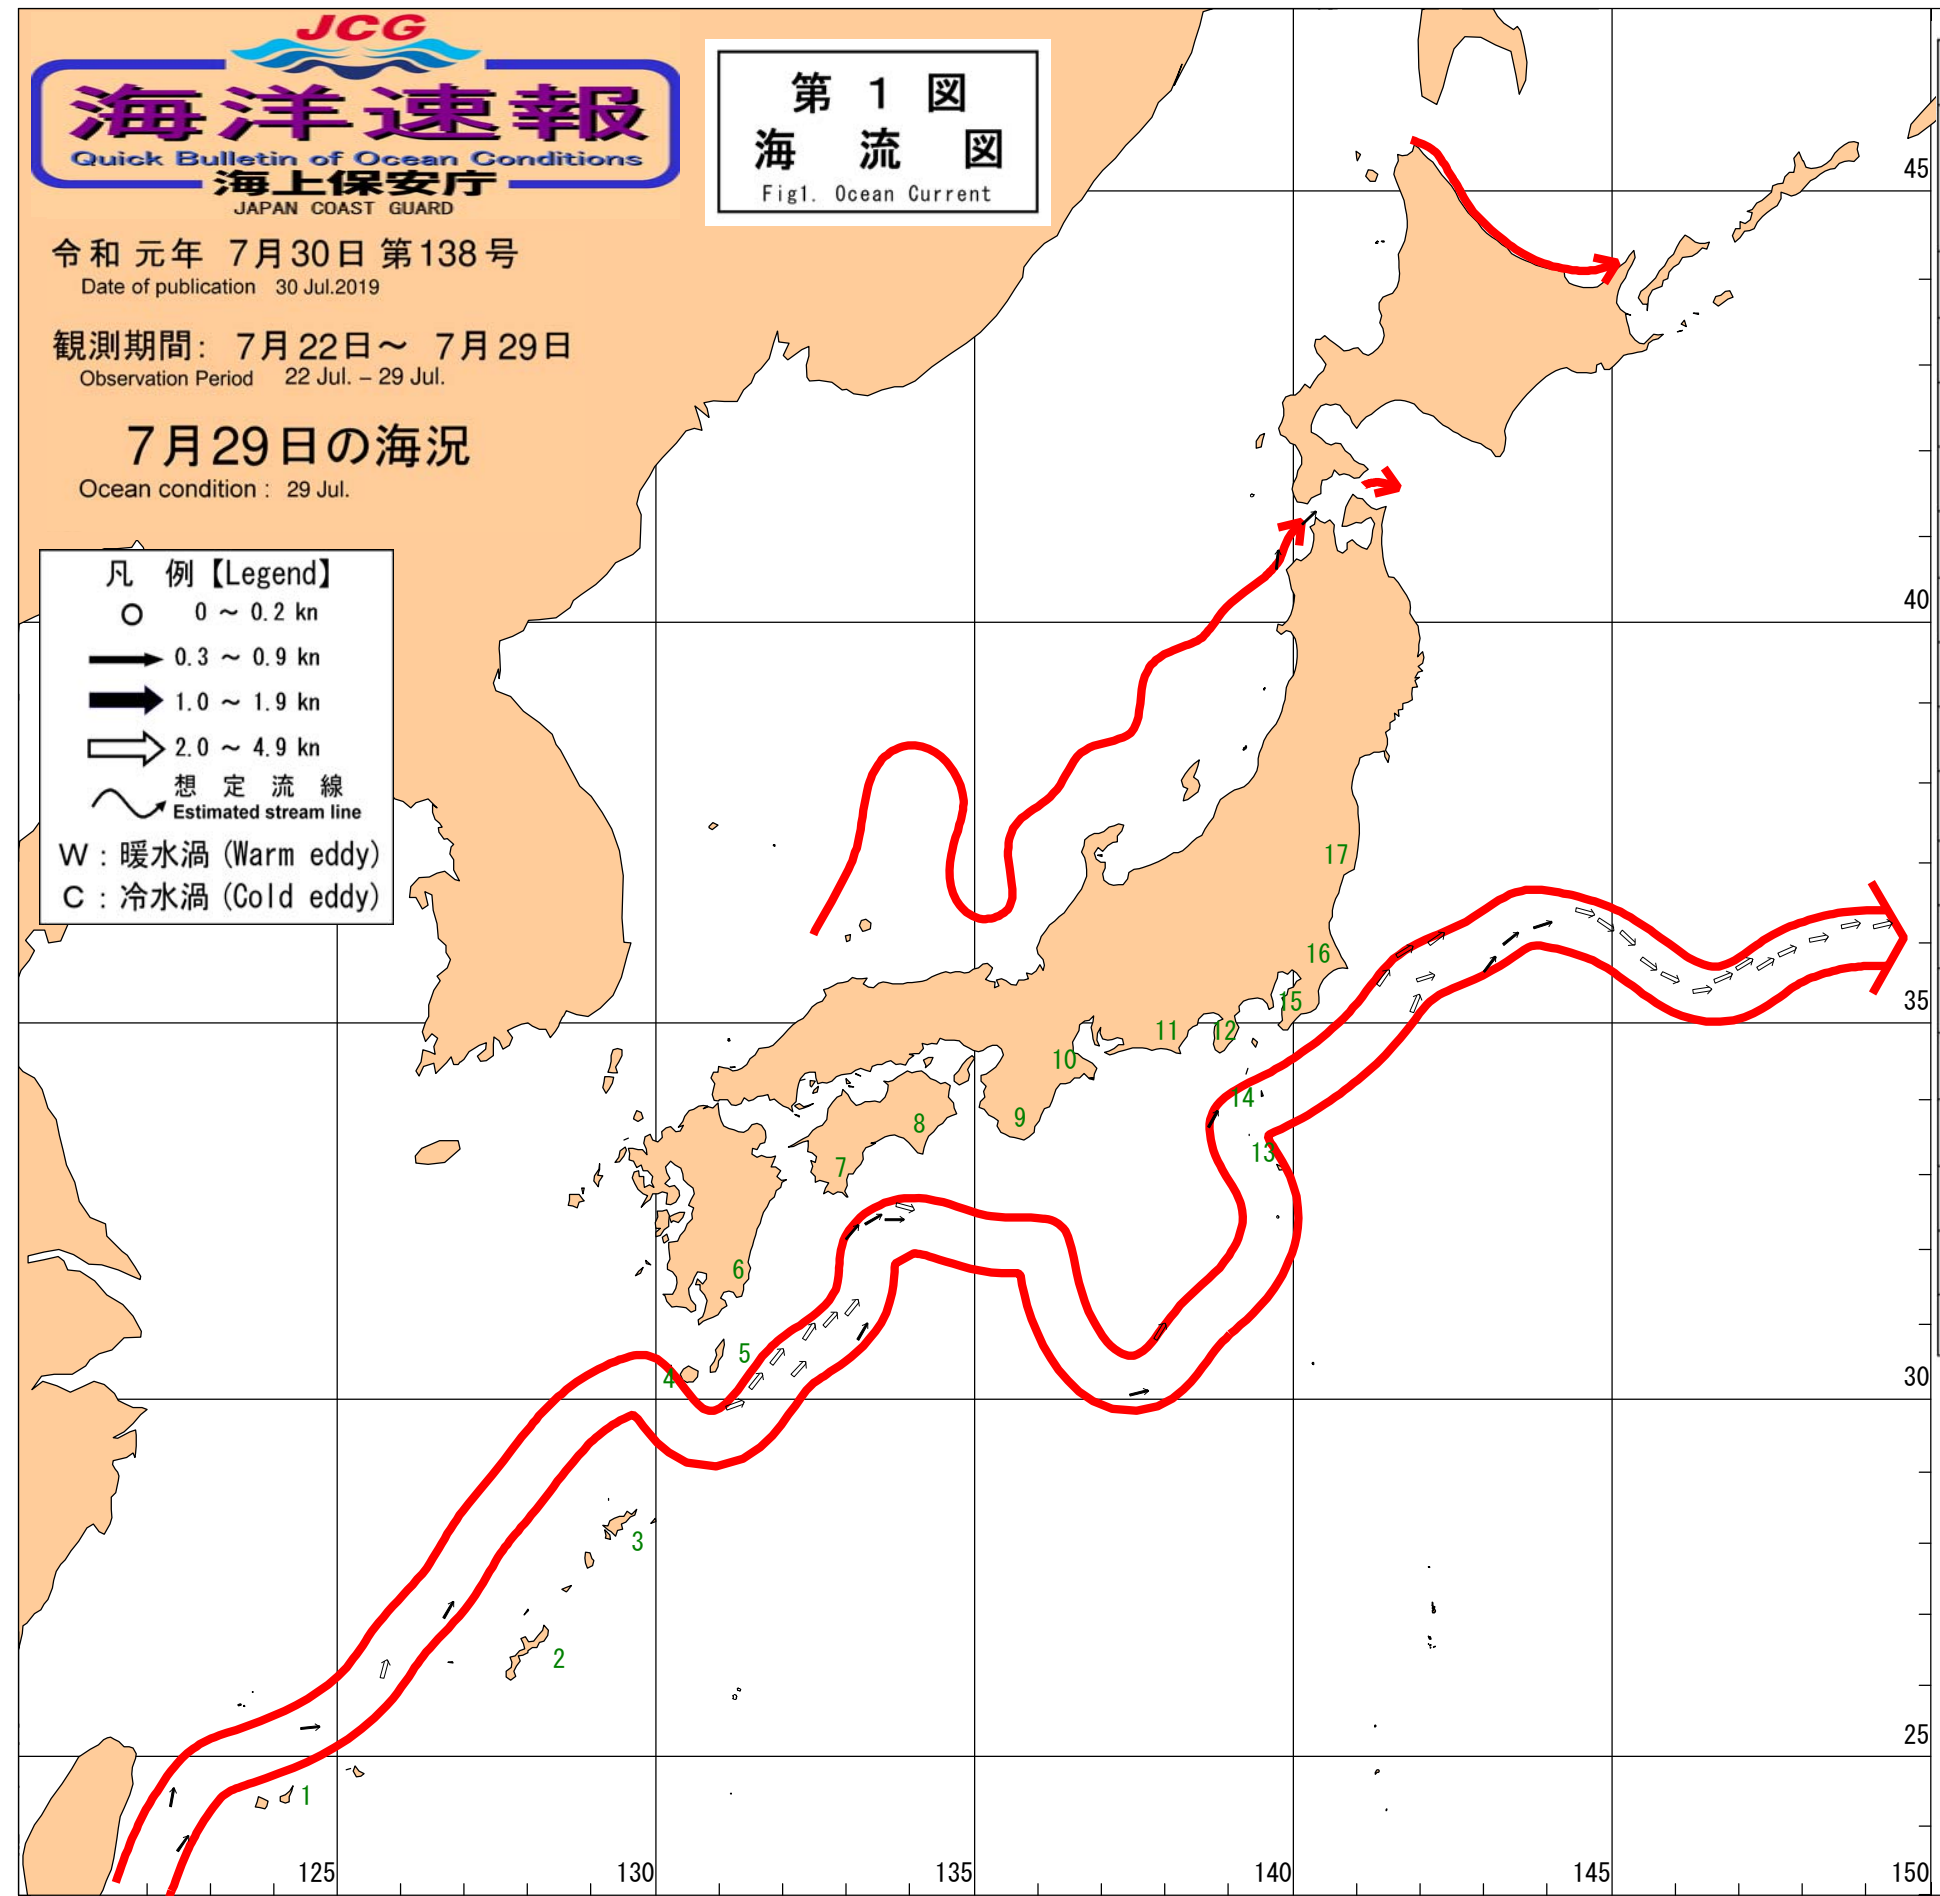 JCG
海洋速報
Quick Bulletin of Ocean Conditions
海上保安庁
JAPAN COAST GUARD
令和 元年 7月30日 第138号
Date of publication 30 Jul.2019
観測期間: 7月22日～ 7月29日
Observation Period 22 Jul. – 29 Jul.
7月29日の海況
Ocean condition : 29 Jul.
第 1 図
海 流 図
Fig1. Ocean Current
凡 例【Legend】
0 ～ 0.2 kn
0.3 ～ 0.9 kn
1.0 ～ 1.9 kn
2.0 ～ 4.9 kn
想 定 流 線
Estimated stream line
W : 暖水渦 (Warm eddy)
C : 冷水渦 (Cold eddy)
45
40
35
30
25
17
16
15
11
12
10
14
9
8
13
7
6
5
4
3
2
1
125
130
135
140
145
150